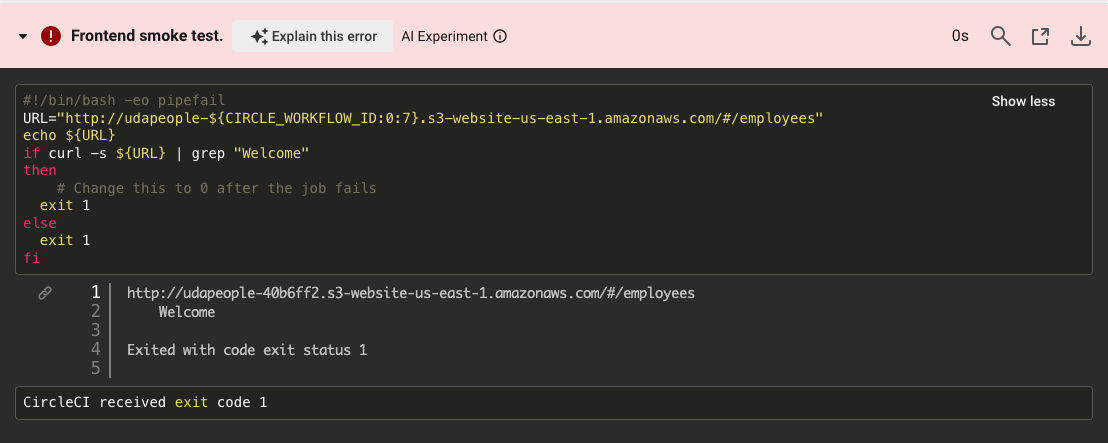 Frontend smoke test. Explain this error AI Experiment 0s
#!/bin/bash -eo pipefail
Show less
URL="http://udapeople-${CIRCLE_WORKFLOW_ID:0:7}.s3-website-us-east-1.amazonaws.com/#/employees"
echo ${URL}
if curl -s ${URL} | grep "Welcome"
then
    # Change this to 0 after the job fails
  exit 1
else
  exit 1
fi
1 http://udapeople-40b6ff2.s3-website-us-east-1.amazonaws.com/#/employees
2     Welcome
3
4 Exited with code exit status 1
5
CircleCI received exit code 1